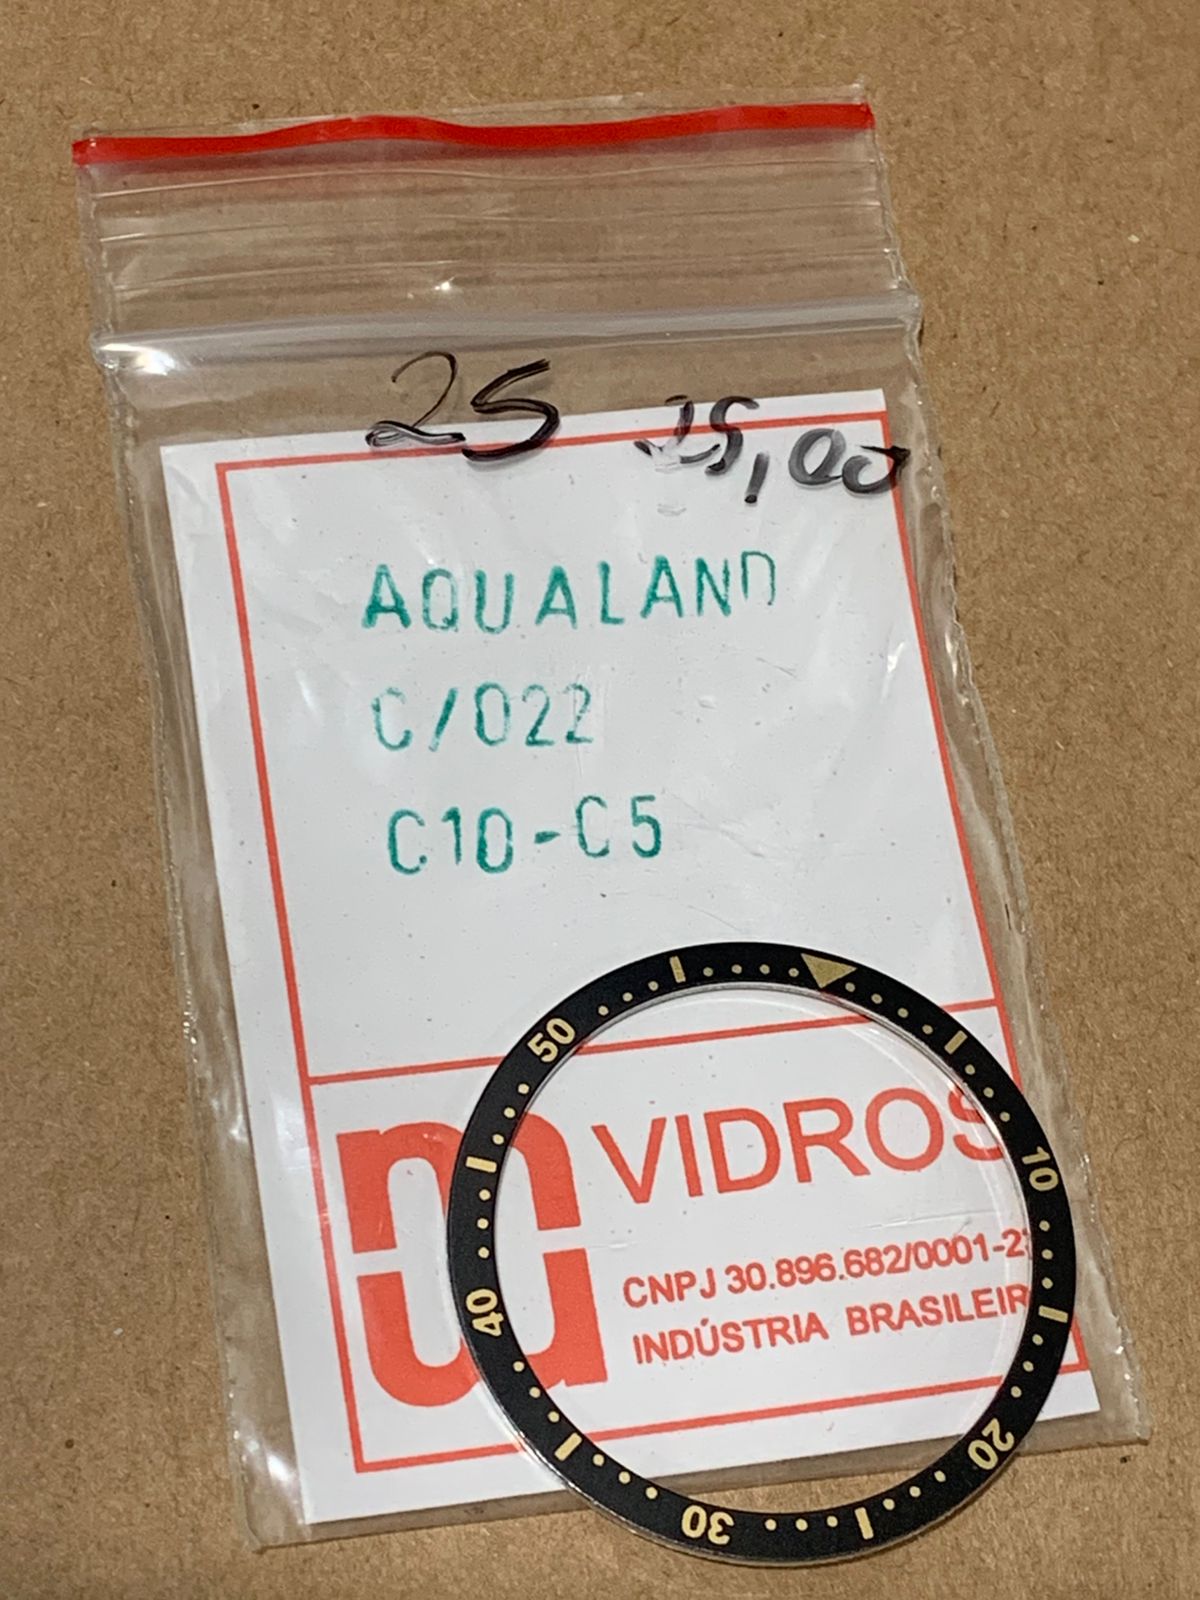 25 25,00
AQUALAND
C/022
C10-C5
VIDROS
CNPJ 30.896.682/0001-2
INDÚSTRIA BRASILEIR
10
20
30
40
50